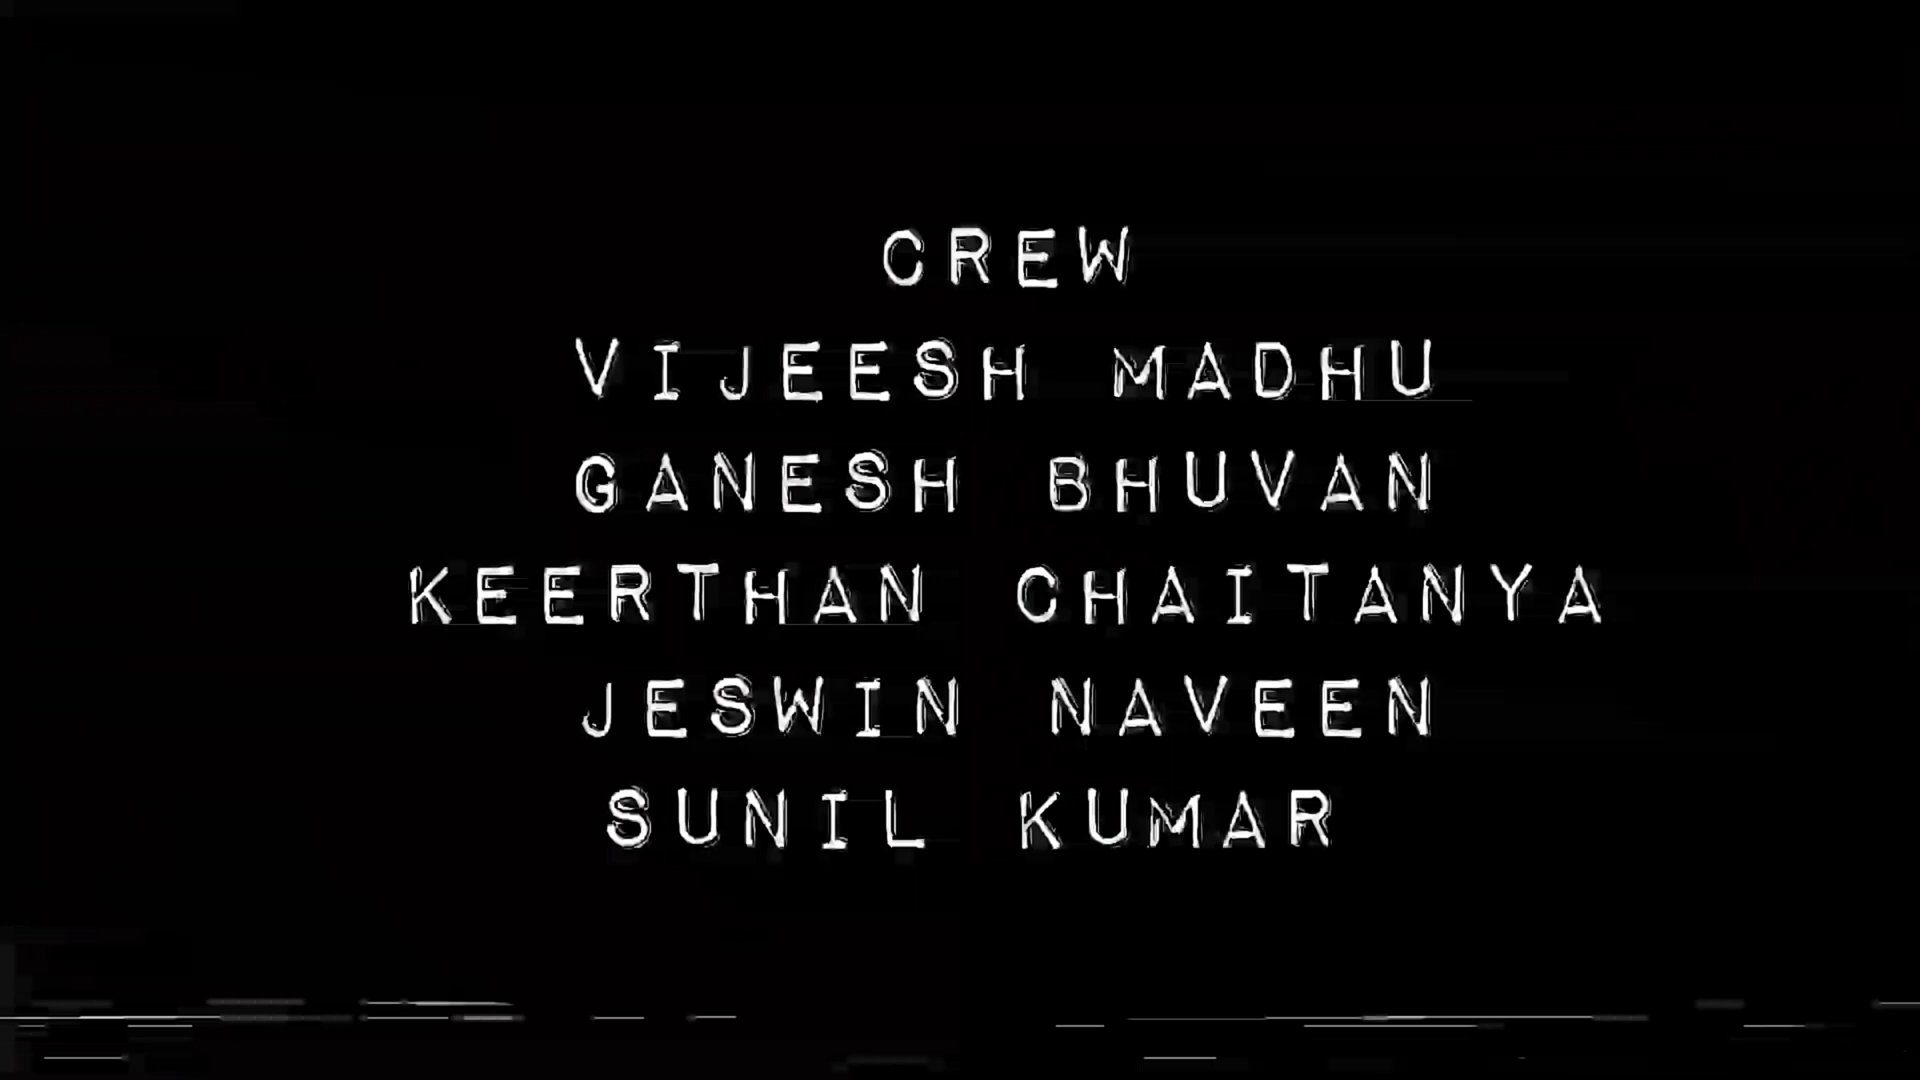 CREW
VIJEESH MADHU
GANESH BHUVAN
KEERTHAN CHAITANYA
JESWIN NAVEEN
SUNIL KUMAR